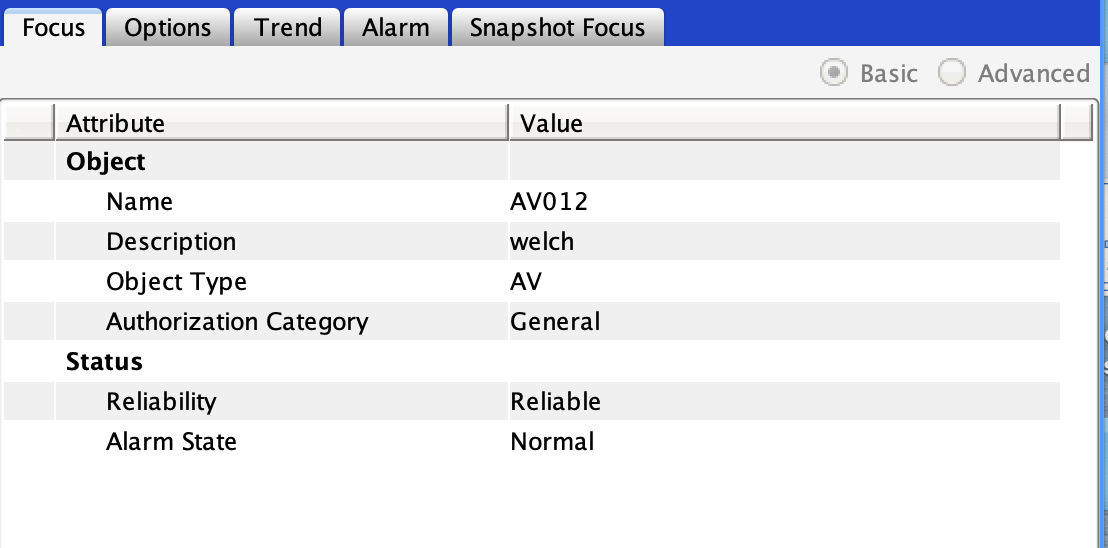 Focus Options Trend Alarm Snapshot Focus
Basic Advanced
Attribute Value
Object
Name AV012
Description welch
Object Type AV
Authorization Category General
Status
Reliability Reliable
Alarm State Normal